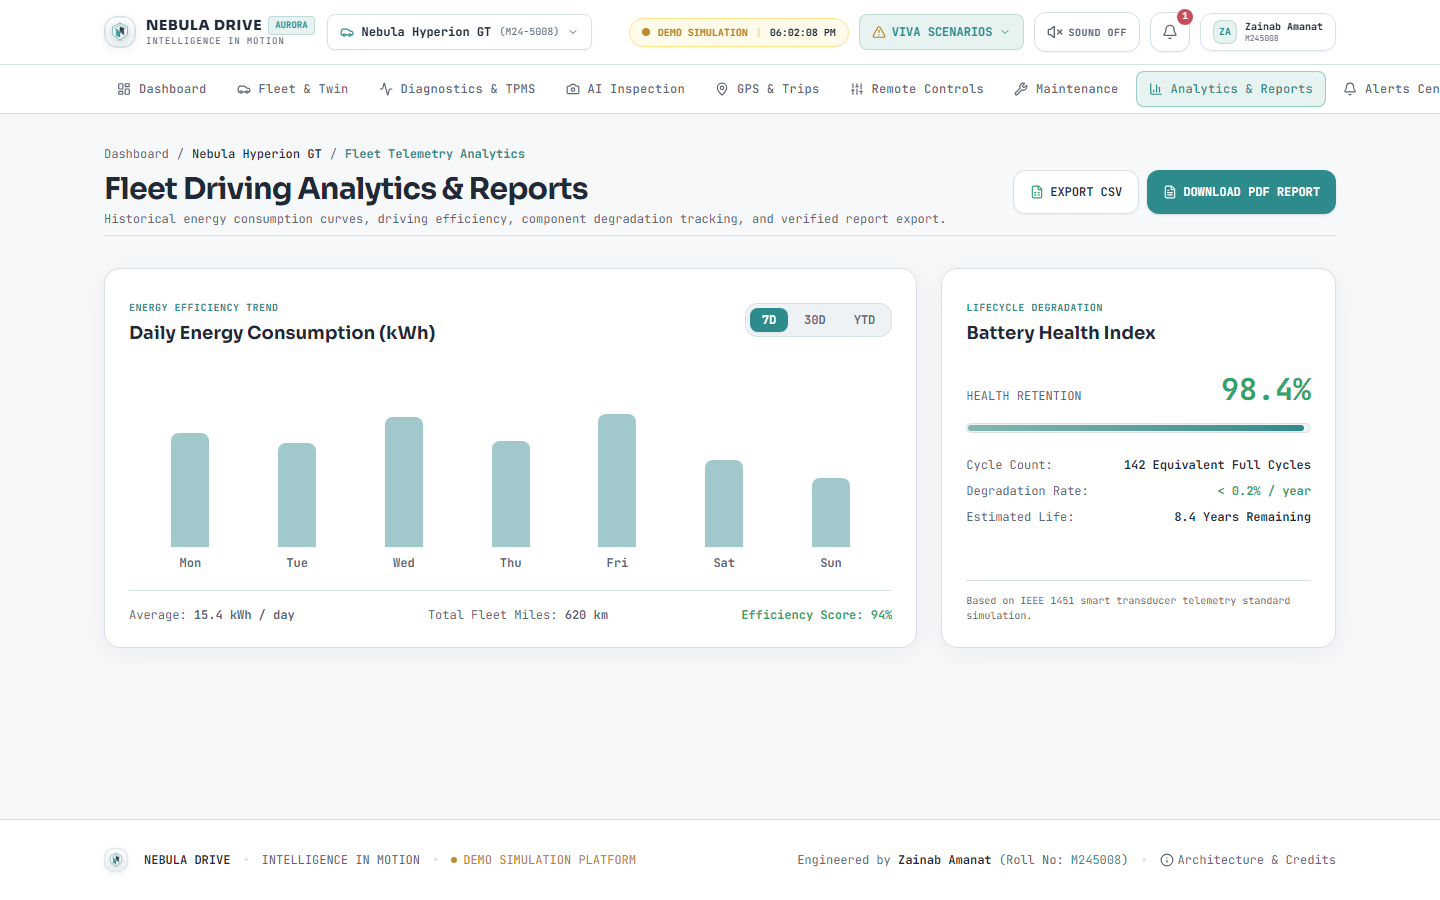 NEBULA DRIVE AURORA
INTELLIGENCE IN MOTION
Nebula Hyperion GT (M24-5008)
DEMO SIMULATION | 06:02:08 PM
VIVA SCENARIOS
SOUND OFF
1
ZA
Zainab Amanat
M245008
Dashboard
Fleet & Twin
Diagnostics & TPMS
AI Inspection
GPS & Trips
Remote Controls
Maintenance
Analytics & Reports
Alerts Cen
Dashboard / Nebula Hyperion GT / Fleet Telemetry Analytics
Fleet Driving Analytics & Reports
Historical energy consumption curves, driving efficiency, component degradation tracking, and verified report export.
EXPORT CSV
DOWNLOAD PDF REPORT
ENERGY EFFICIENCY TREND
Daily Energy Consumption (kWh)
7D 30D YTD
Mon Tue Wed Thu Fri Sat Sun
Average: 15.4 kWh / day
Total Fleet Miles: 620 km
Efficiency Score: 94%
LIFECYCLE DEGRADATION
Battery Health Index
HEALTH RETENTION 98.4%
Cycle Count: 142 Equivalent Full Cycles
Degradation Rate: < 0.2% / year
Estimated Life: 8.4 Years Remaining
Based on IEEE 1451 smart transducer telemetry standard
simulation.
NEBULA DRIVE • INTELLIGENCE IN MOTION • DEMO SIMULATION PLATFORM
Engineered by Zainab Amanat (Roll No: M245008) • Architecture & Credits